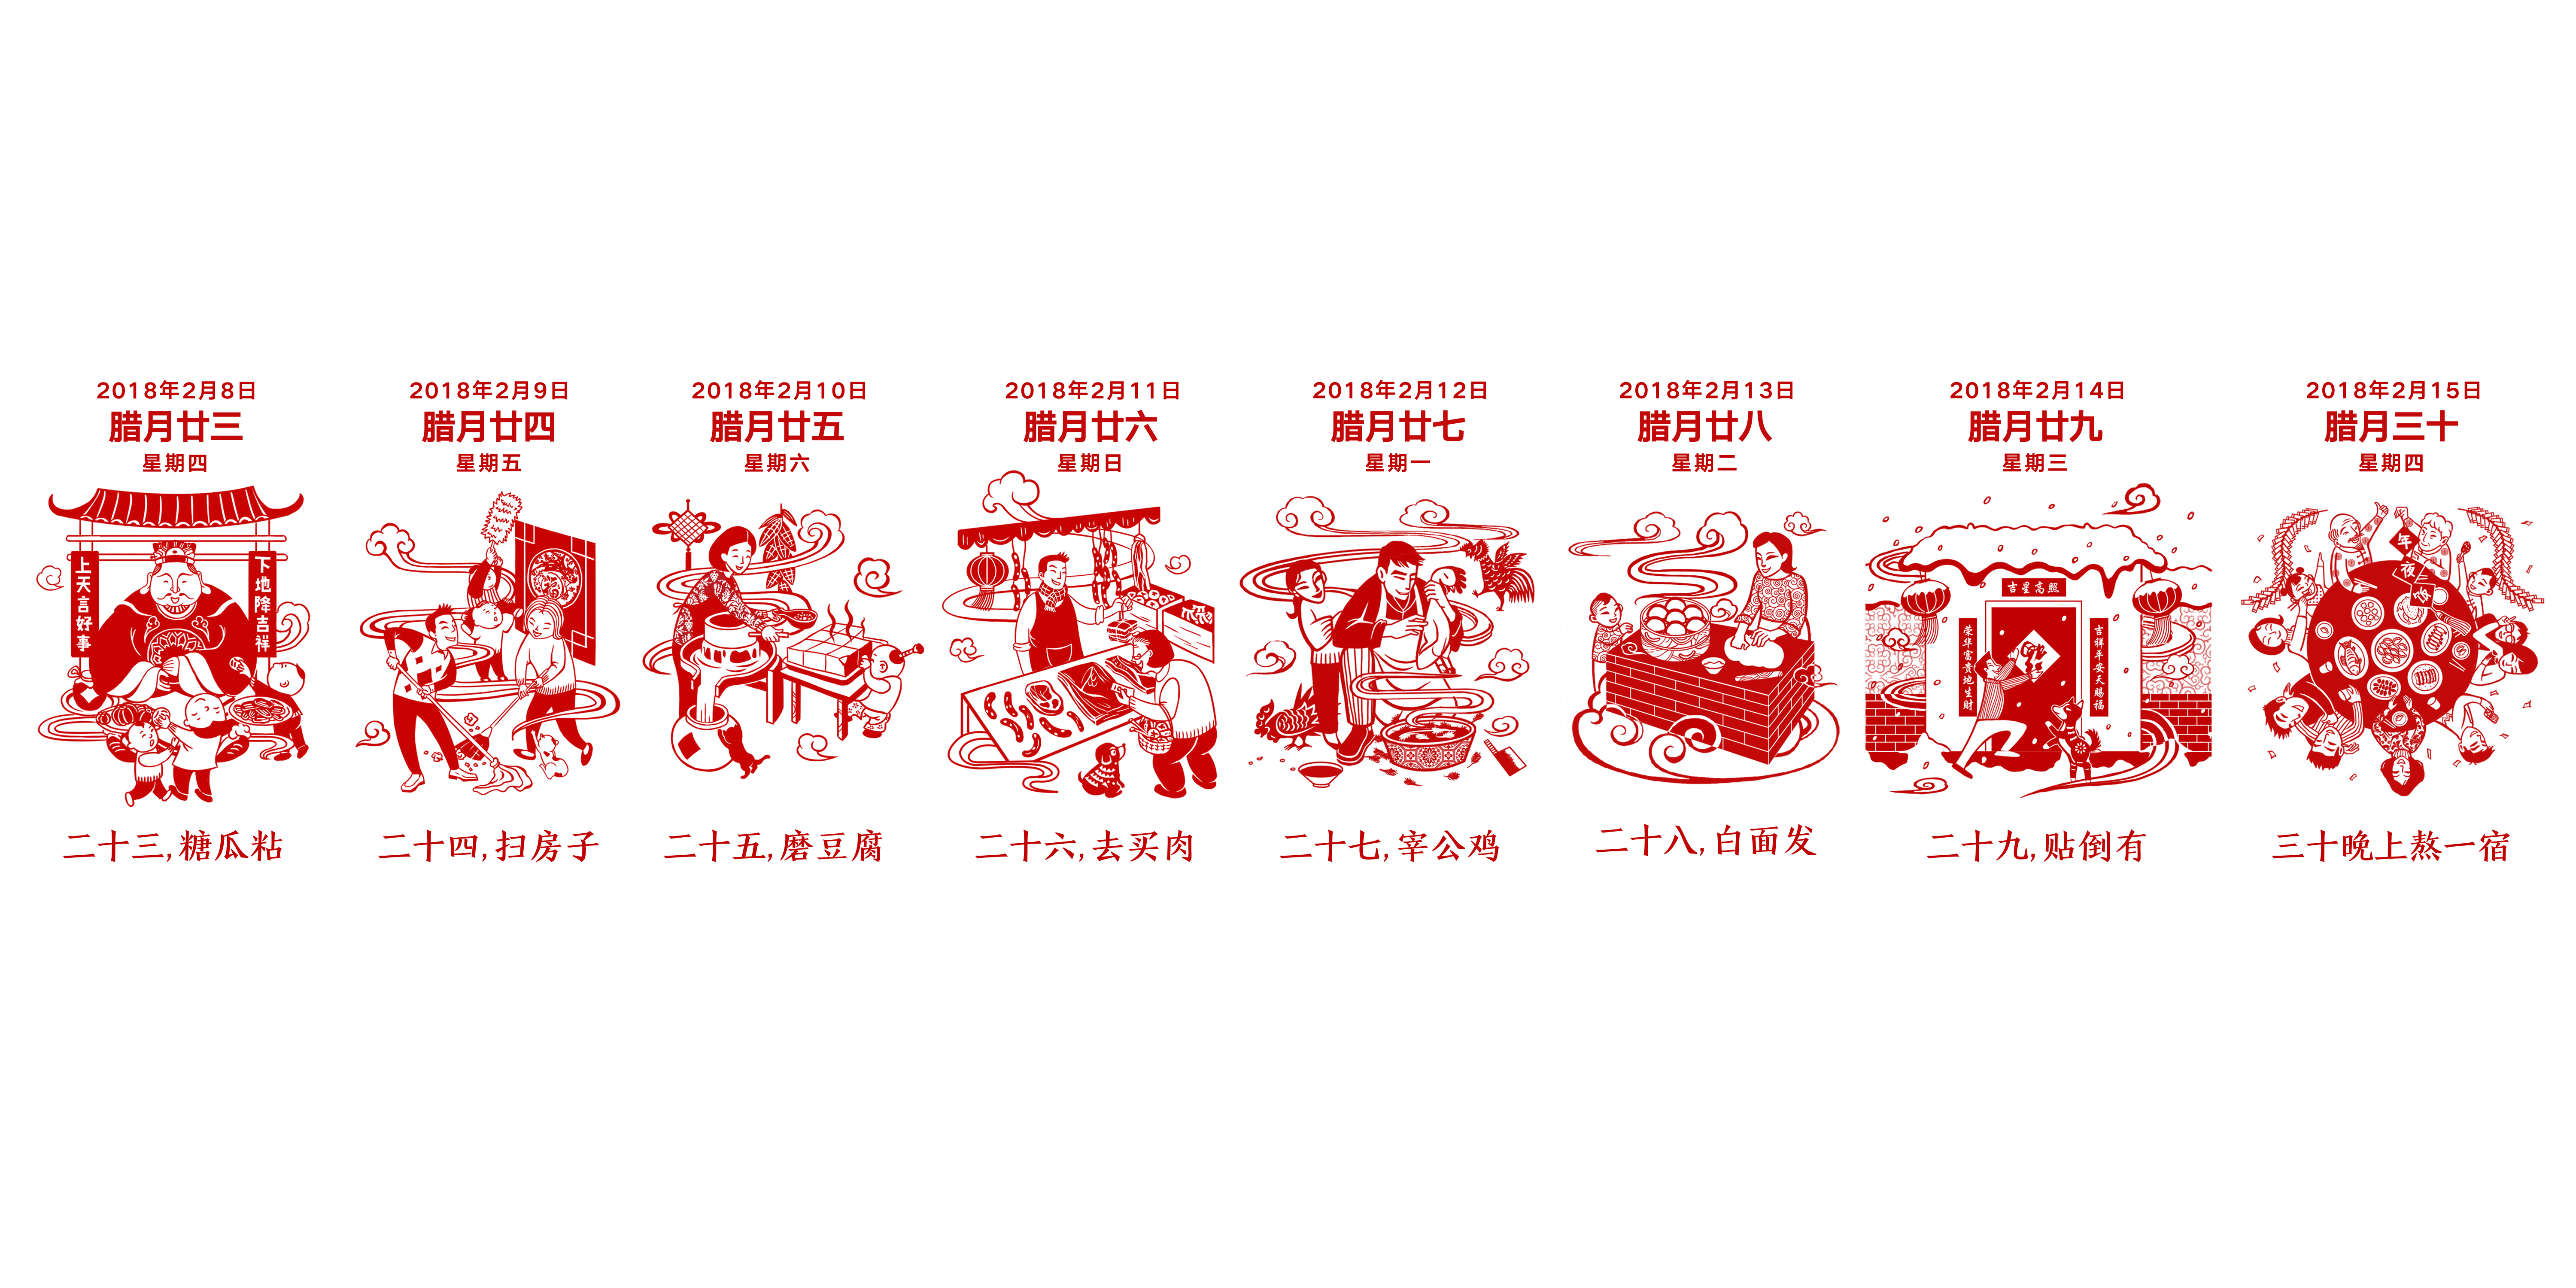 2018年2月8日
腊月廿三
星期四
上天言好事
下地降吉祥
二十三,糖瓜粘
2018年2月9日
腊月廿四
星期五
二十四,扫房子
2018年2月10日
腊月廿五
星期六
二十五,磨豆腐
2018年2月11日
腊月廿六
星期日
二十六,去买肉
2018年2月12日
腊月廿七
星期一
二十七,宰公鸡
2018年2月13日
腊月廿八
星期二
二十八,白面发
2018年2月14日
腊月廿九
星期三
吉星高照
荣华富贵地生财
吉祥平安天赐福
二十九,贴倒有
2018年2月15日
腊月三十
星期四
年
夜
三十晚上熬一宿